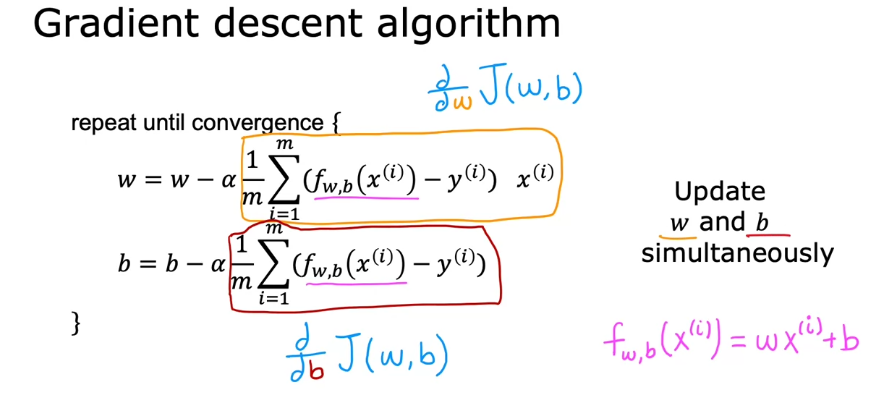 Gradient descent algorithm
∂/∂w J(w,b)
repeat until convergence {
w = w − α 1/m ∑_{i=1}^{m} (f_{w,b}(x^{(i)}) − y^{(i)}) x^{(i)}
b = b − α 1/m ∑_{i=1}^{m} (f_{w,b}(x^{(i)}) − y^{(i)})
}
∂/∂b J(w,b)
Update
w and b
simultaneously
f_{w,b}(x^{(i)}) = wx^{(i)}+b